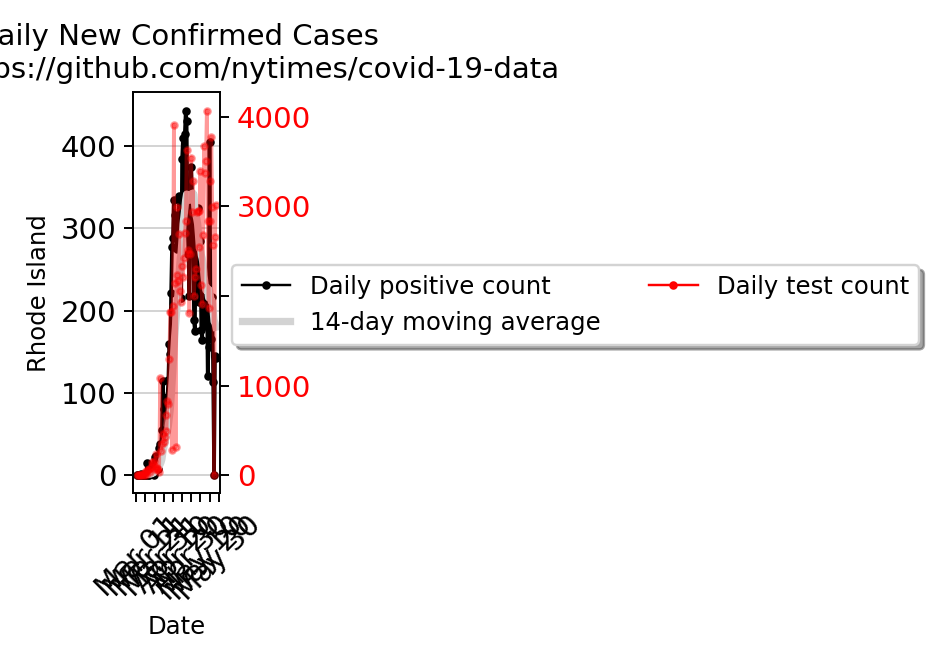 aily New Confirmed Cases
ps://github.com/nytimes/covid-19-data
400
300
200
100
0
4000
3000
1000
0
Rhode Island
Daily positive count
Daily test count
14-day moving average
Date